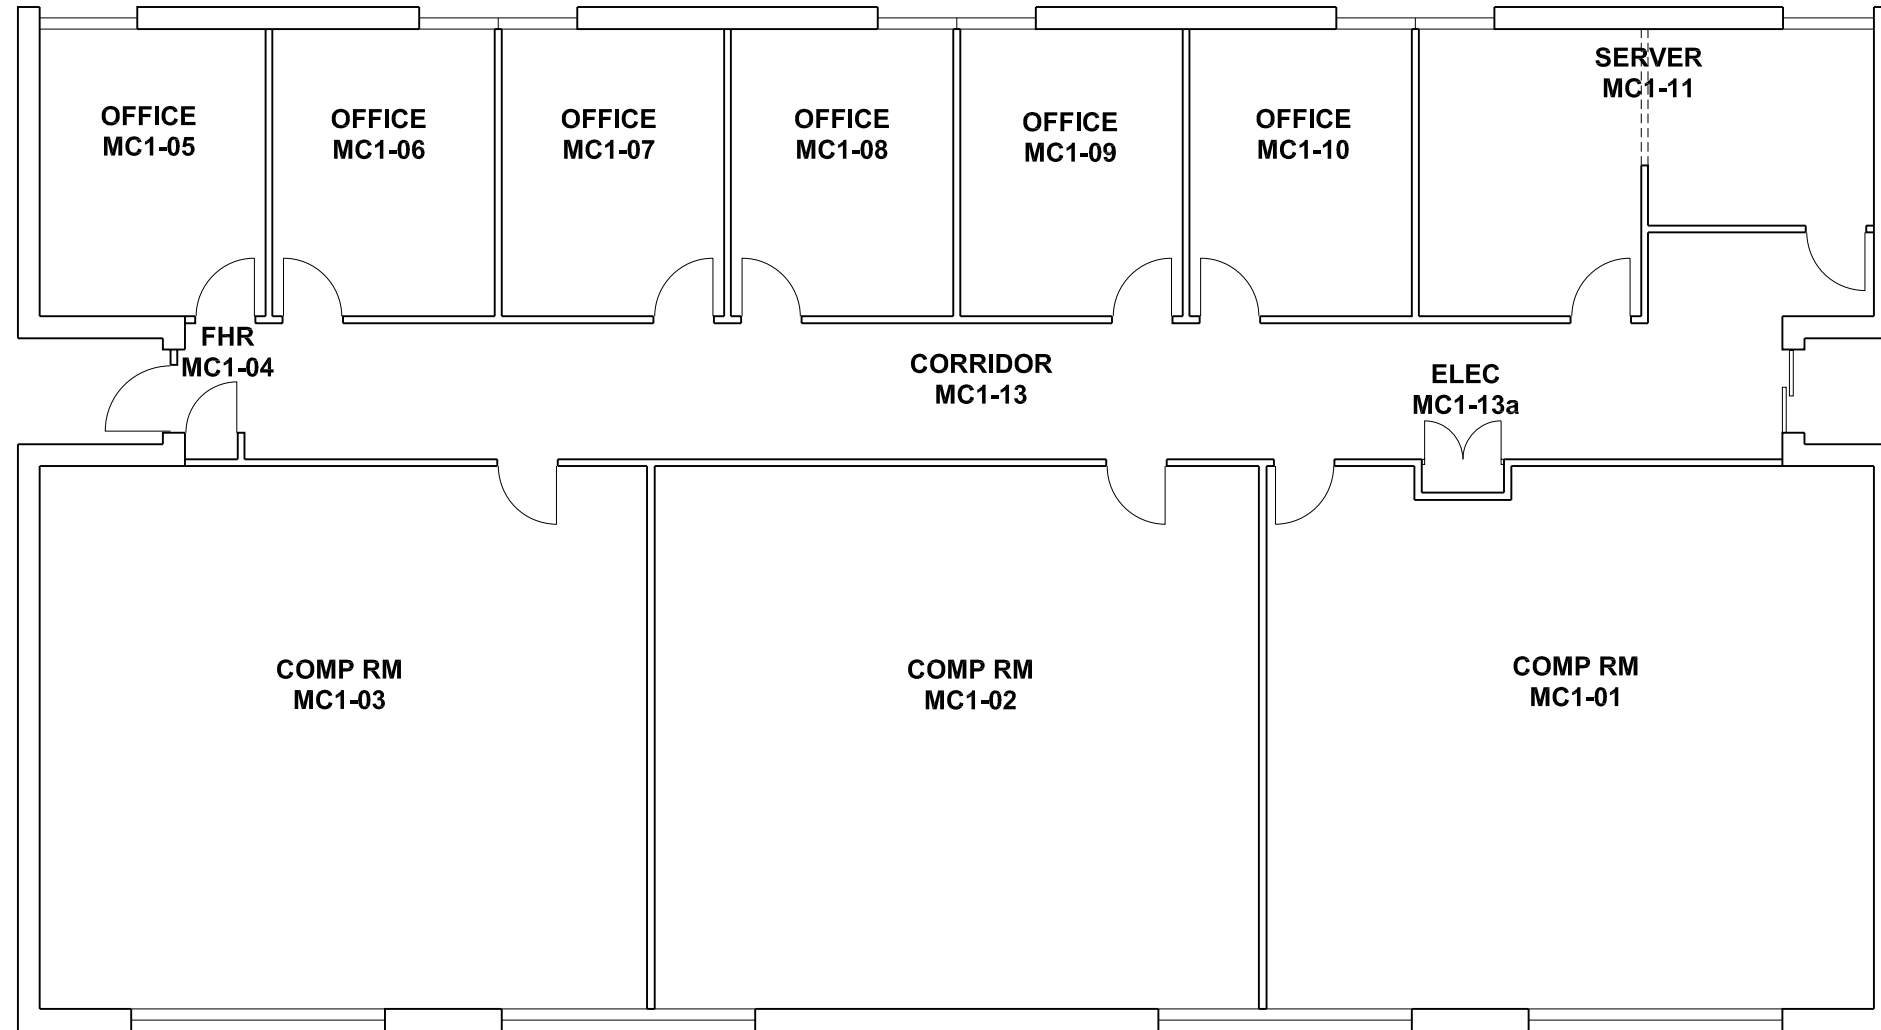 OFFICE
MC1-05
OFFICE
MC1-06
OFFICE
MC1-07
OFFICE
MC1-08
OFFICE
MC1-09
OFFICE
MC1-10
SERVER
MC1-11
FHR
MC1-04
CORRIDOR
MC1-13
ELEC
MC1-13a
COMP RM
MC1-03
COMP RM
MC1-02
COMP RM
MC1-01